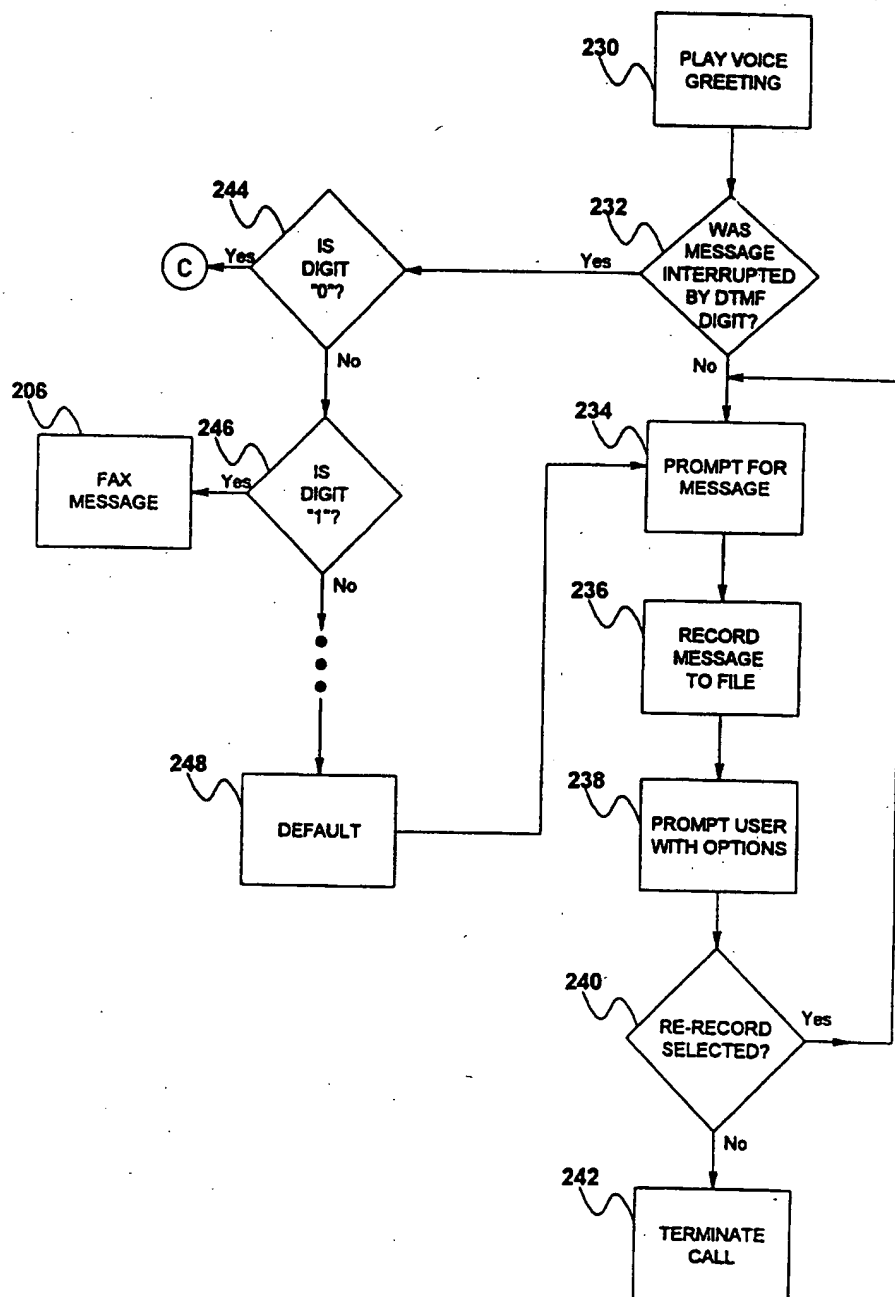 230
PLAY VOICE
GREETING
244
IS
DIGIT
"0"?
Yes
C
232
WAS
MESSAGE
INTERRUPTED
BY DTMF
DIGIT?
Yes
No
No
206
FAX
MESSAGE
246
IS
DIGIT
"1"?
Yes
No
234
PROMPT FOR
MESSAGE
236
RECORD
MESSAGE
TO FILE
248
DEFAULT
238
PROMPT USER
WITH OPTIONS
240
RE-RECORD
SELECTED?
Yes
No
242
TERMINATE
CALL